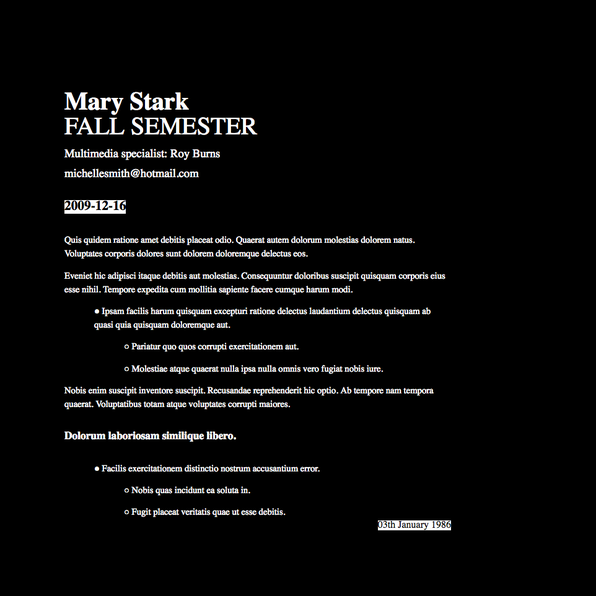 Mary Stark
FALL SEMESTER
Multimedia specialist: Roy Burns
michellesmith@hotmail.com
2009-12-16
Quis quidem ratione amet debitis placeat odio. Quaerat autem dolorum molestias dolorem natus.
Voluptates corporis dolores sunt dolorem doloremque delectus eos.
Eveniet hic adipisci itaque debitis aut molestias. Consequuntur doloribus suscipit quisquam corporis eius
esse nihil. Tempore expedita cum mollitia sapiente facere cumque harum modi.
● Ipsam facilis harum quisquam excepturi ratione delectus laudantium delectus quisquam ab
quasi quia quisquam doloremque aut.
○ Pariatur quo quos corrupti exercitationem aut.
○ Molestiae atque quaerat nulla ipsa nulla omnis vero fugiat nobis iure.
Nobis enim suscipit inventore suscipit. Recusandae reprehenderit hic optio. Ab tempore nam tempora
quaerat. Voluptatibus totam atque voluptates corrupti maiores.
Dolorum laboriosam similique libero.
● Facilis exercitationem distinctio nostrum accusantium error.
○ Nobis quas incidunt ea soluta in.
○ Fugit placeat veritatis quae ut esse debitis.
03th January 1986